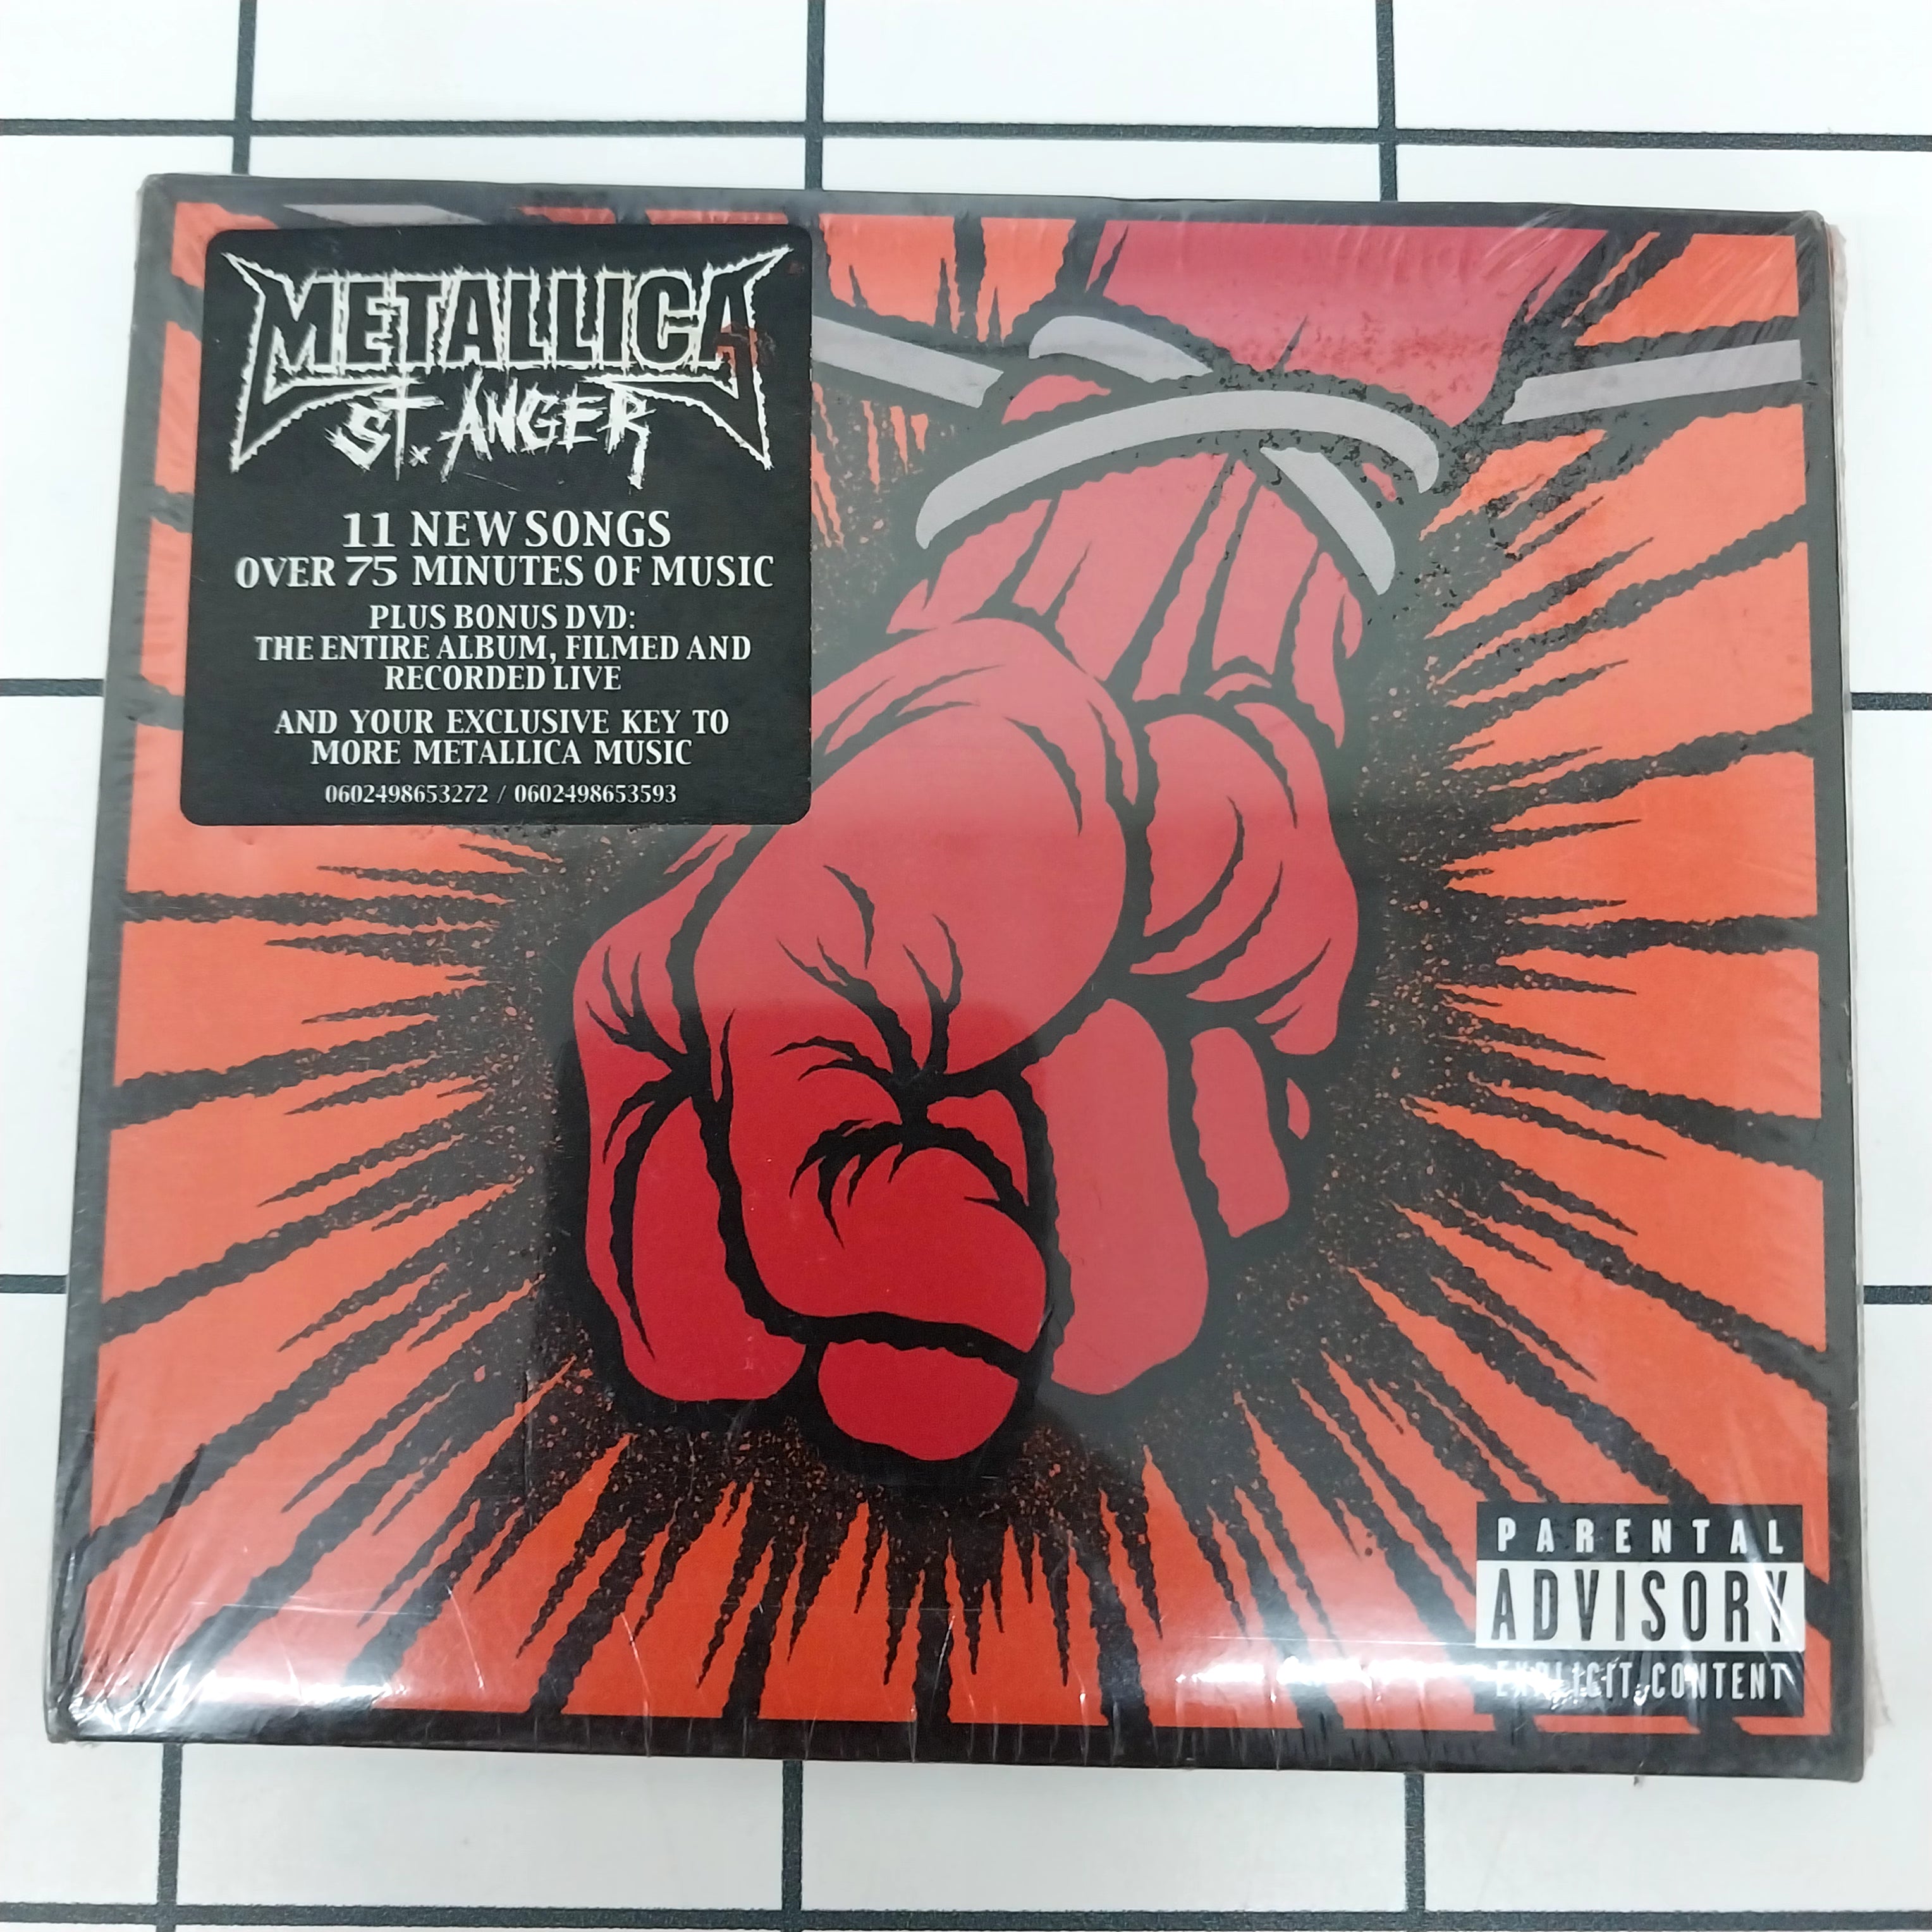 METALLICA
ST. ANGER
11 NEW SONGS
OVER 75 MINUTES OF MUSIC
PLUS BONUS DVD:
THE ENTIRE ALBUM, FILMED AND
RECORDED LIVE
AND YOUR EXCLUSIVE KEY TO
MORE METALLICA MUSIC
0602498653272 / 0602498653593
PARENTAL
ADVISORY
EXPLICIT CONTENT